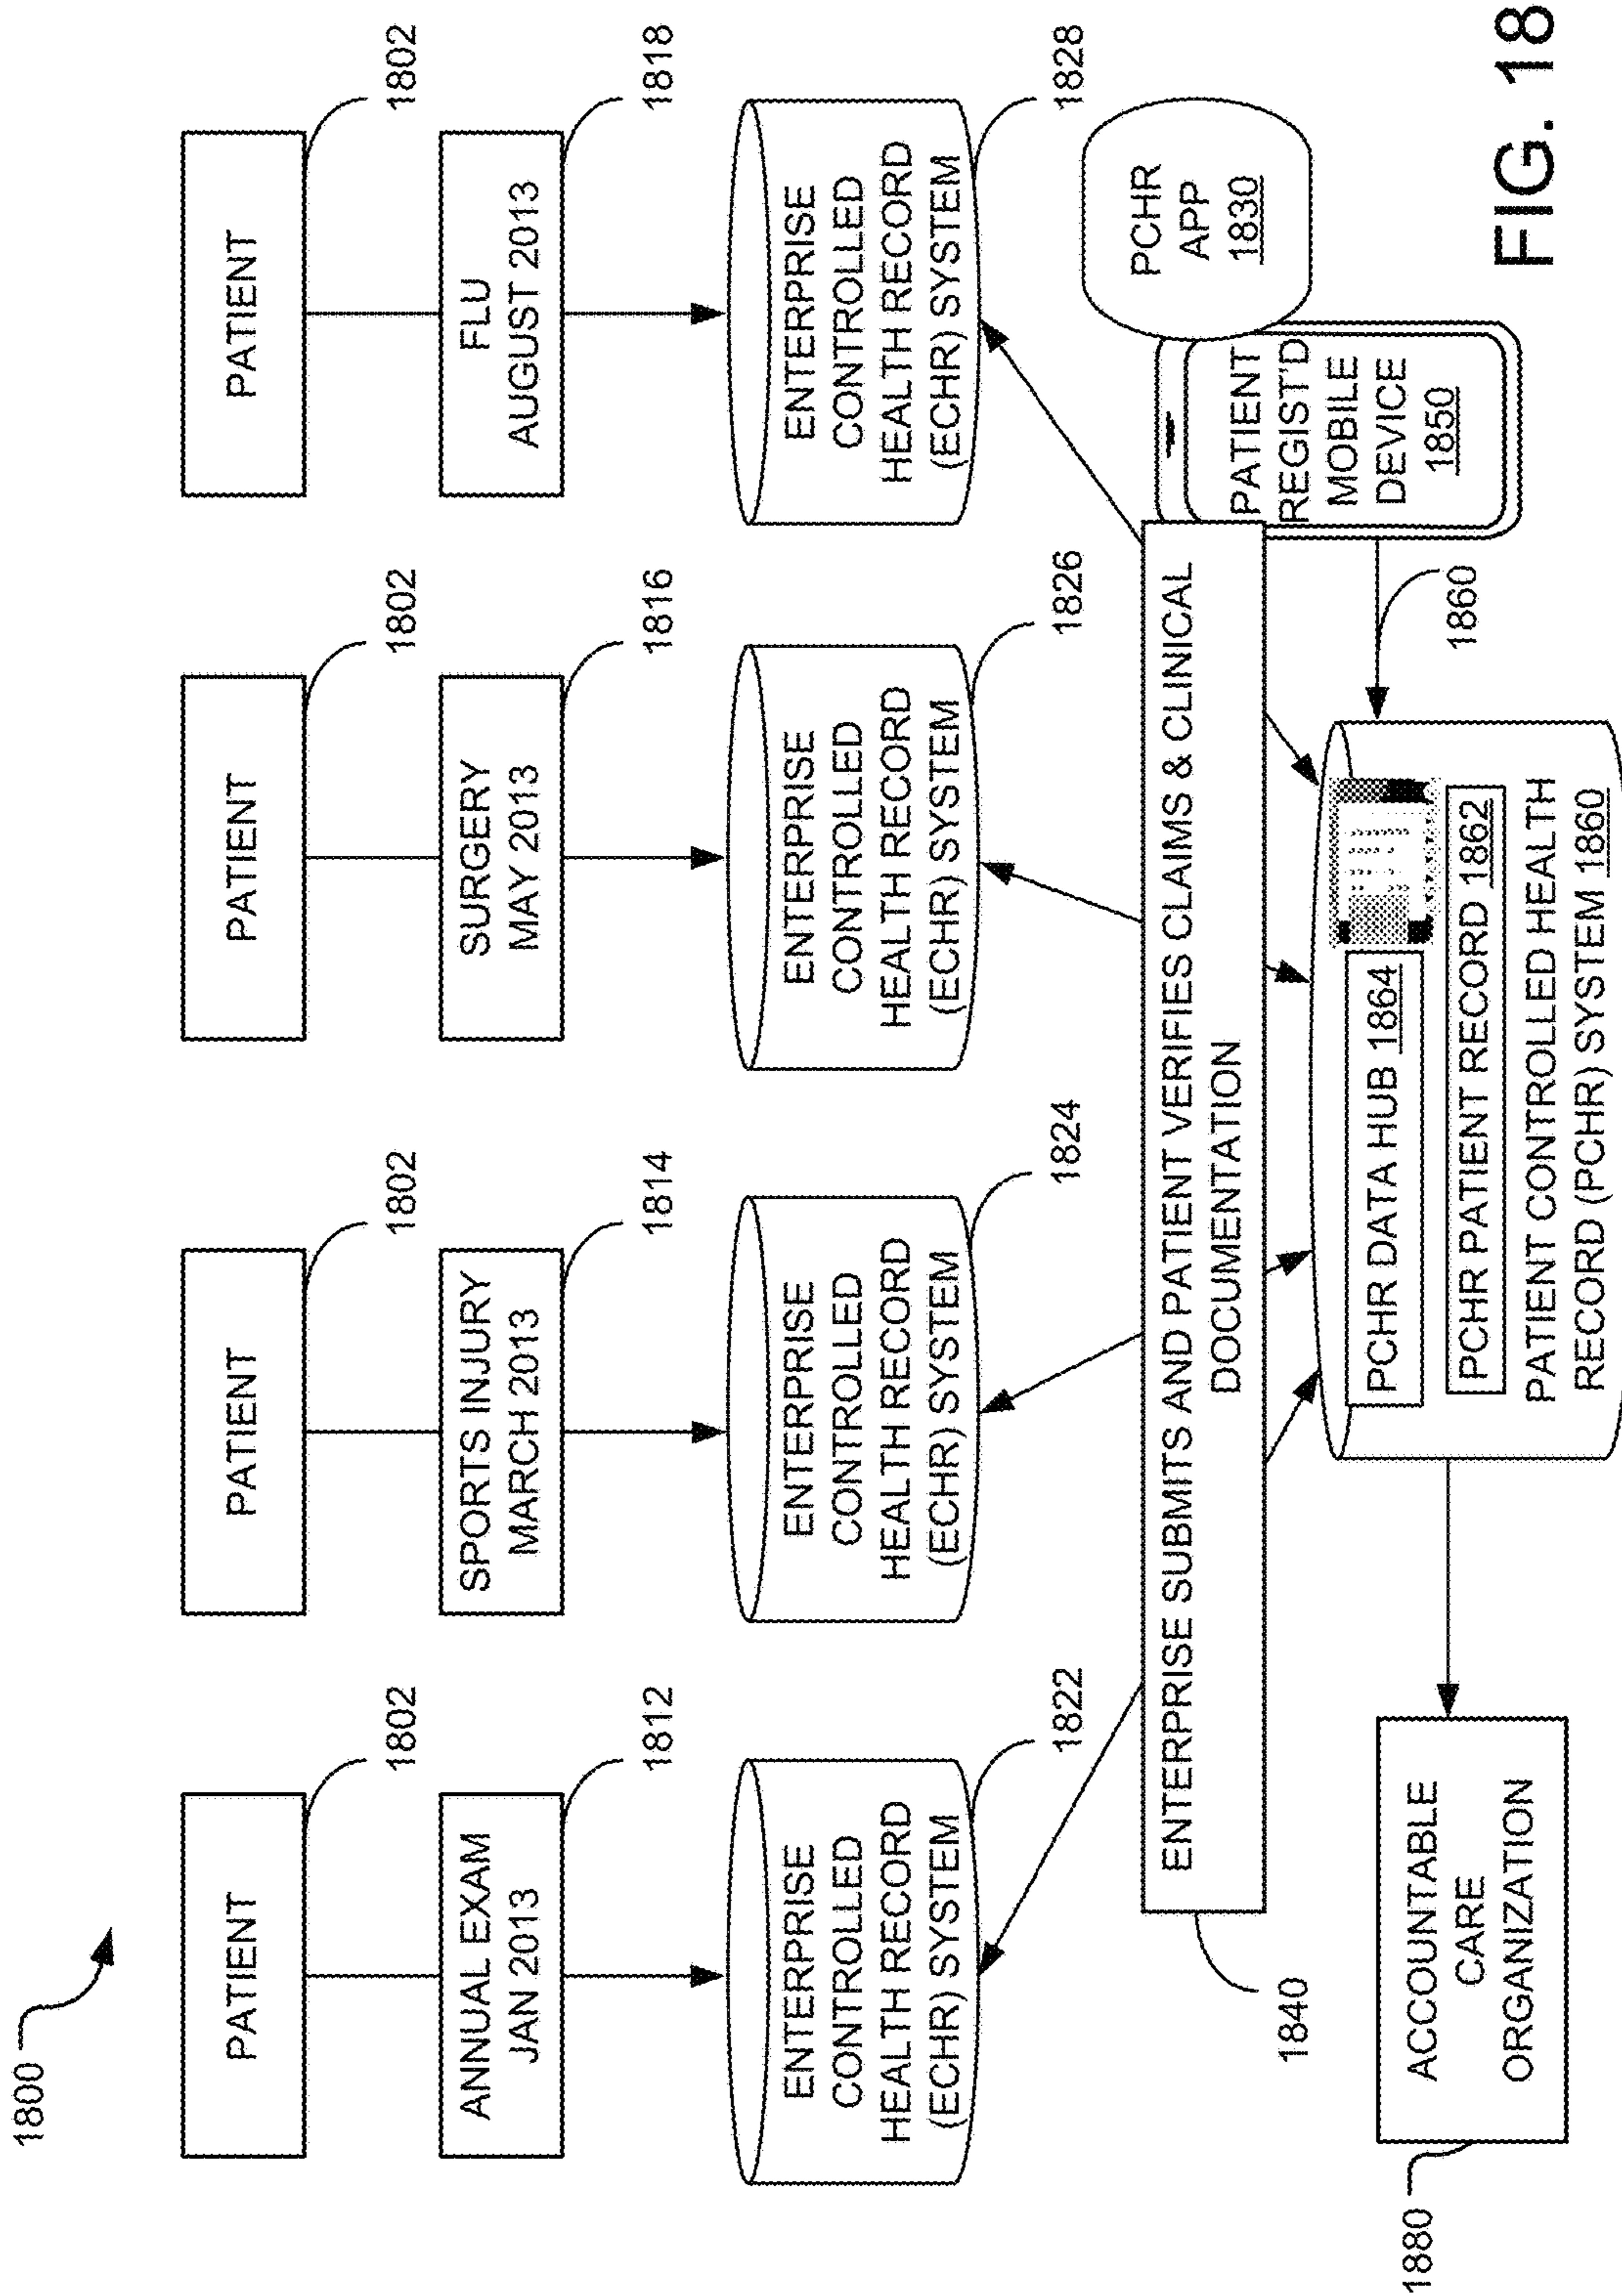 1800
PATIENT
1802
PATIENT
1802
PATIENT
1802
PATIENT
1802
ANNUAL EXAM
JAN 2013
1812
SPORTS INJURY
MARCH 2013
1814
SURGERY
MAY 2013
1816
FLU
AUGUST 2013
1818
ENTERPRISE
CONTROLLED
HEALTH RECORD
(ECHR) SYSTEM
1822
ENTERPRISE
CONTROLLED
HEALTH RECORD
(ECHR) SYSTEM
1824
ENTERPRISE
CONTROLLED
HEALTH RECORD
(ECHR) SYSTEM
1826
ENTERPRISE
CONTROLLED
HEALTH RECORD
(ECHR) SYSTEM
1828
1840
ENTERPRISE SUBMITS AND PATIENT VERIFIES CLAIMS & CLINICAL
DOCUMENTATION
PCHR
APP
1830
PATIENT
REGIST'D
MOBILE
DEVICE
1850
1860
PCHR DATA HUB 1864
PCHR PATIENT RECORD 1862
PATIENT CONTROLLED HEALTH
RECORD (PCHR) SYSTEM 1860
1880
ACCOUNTABLE
CARE
ORGANIZATION
FIG. 18